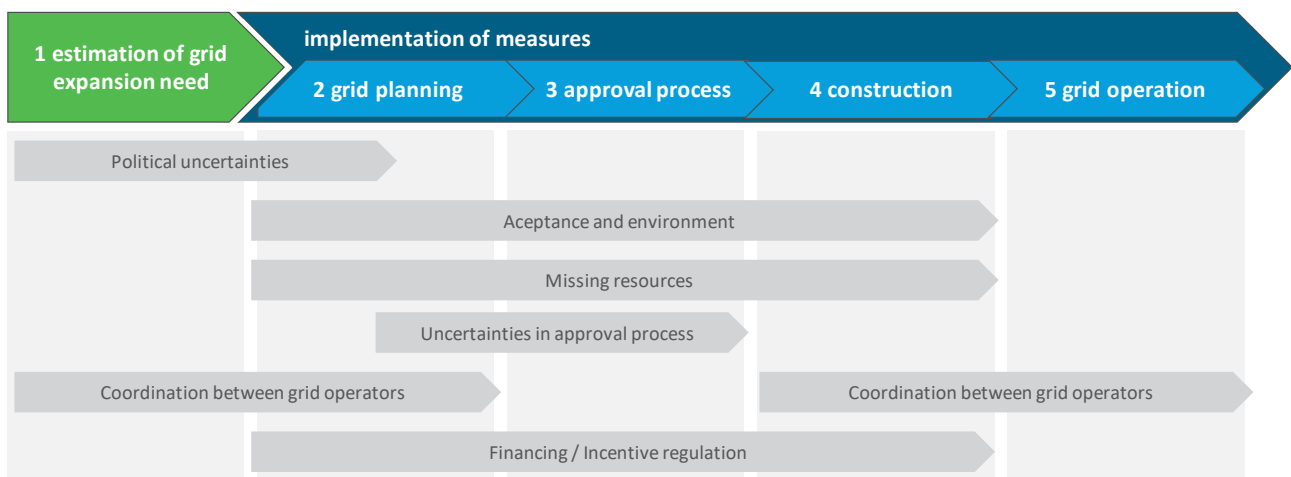 1 estimation of grid
expansion need
implementation of measures
2 grid planning
3 approval process
4 construction
5 grid operation
Political uncertainties
Aceptance and environment
Missing resources
Uncertainties in approval process
Coordination between grid operators
Coordination between grid operators
Financing / Incentive regulation